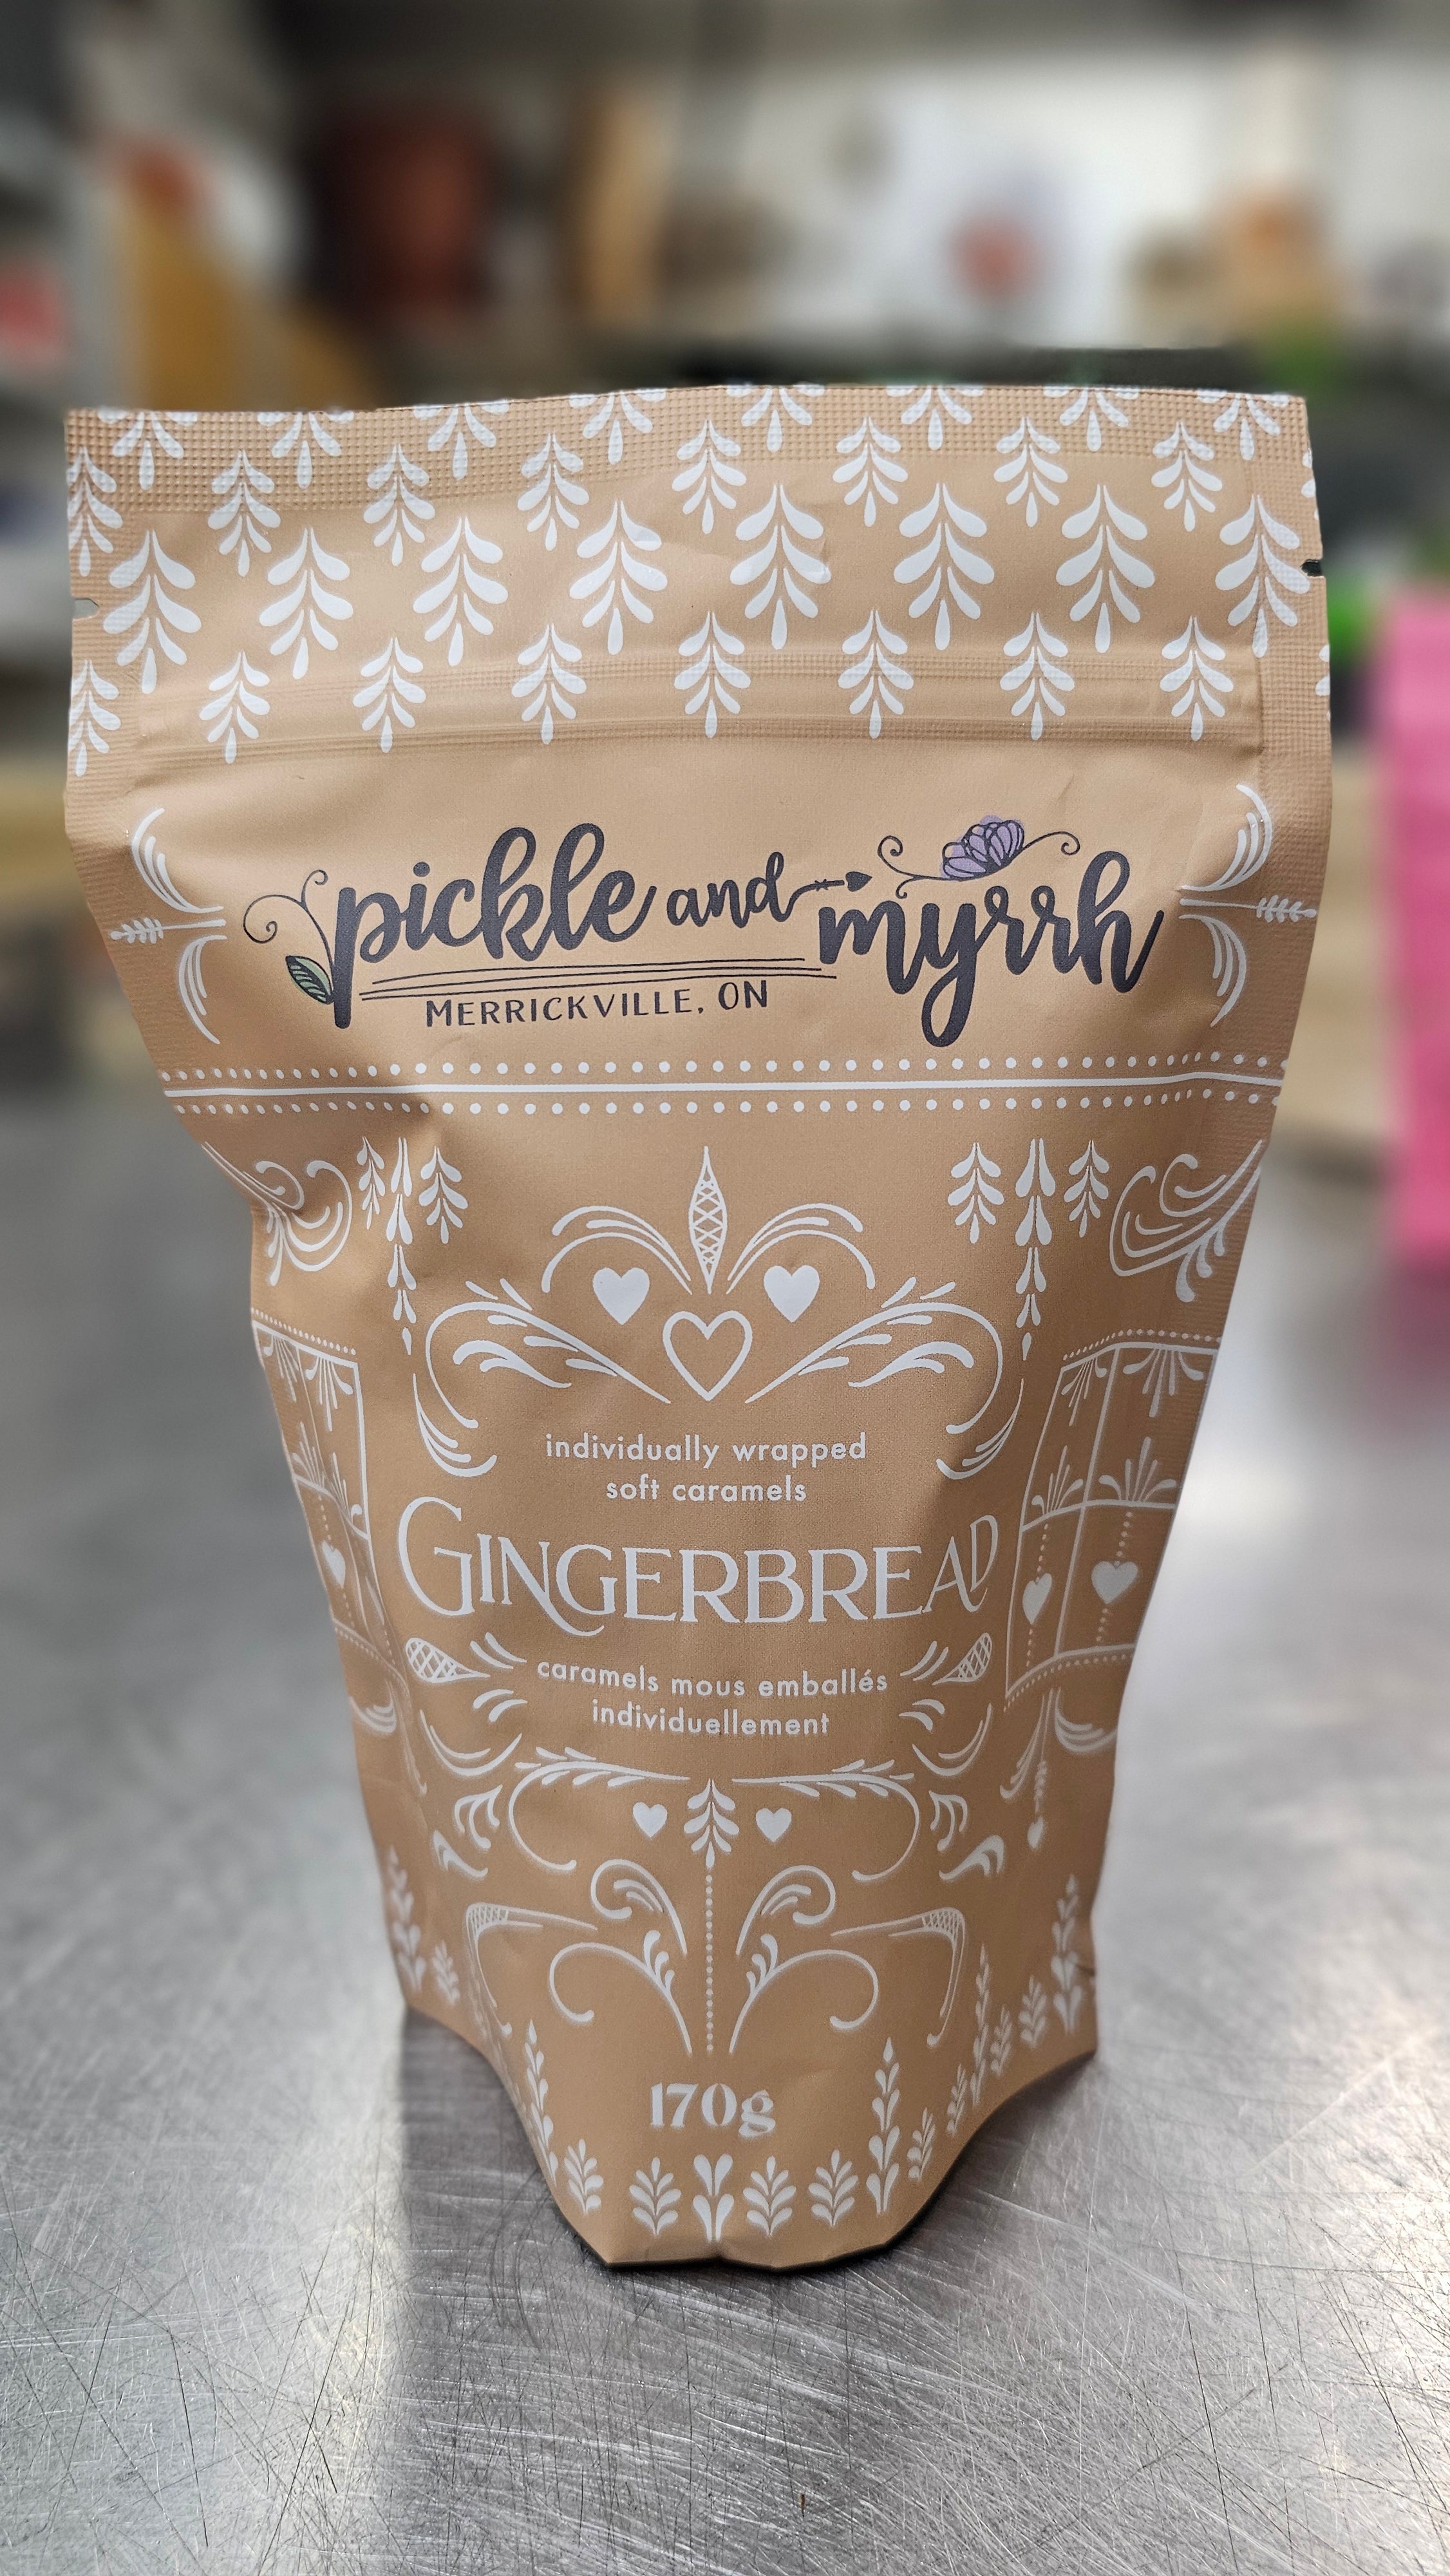 pickle and myrrh
MERRICKVILLE, ON
individually wrapped
soft caramels
GINGERBREAD
caramels mous emballés
individuellement
170g